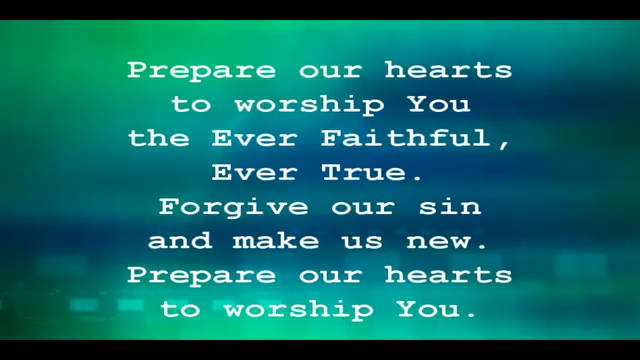 Prepare our hearts
to worship You
the Ever Faithful,
Ever True.
Forgive our sin
and make us new.
Prepare our hearts
to worship You.